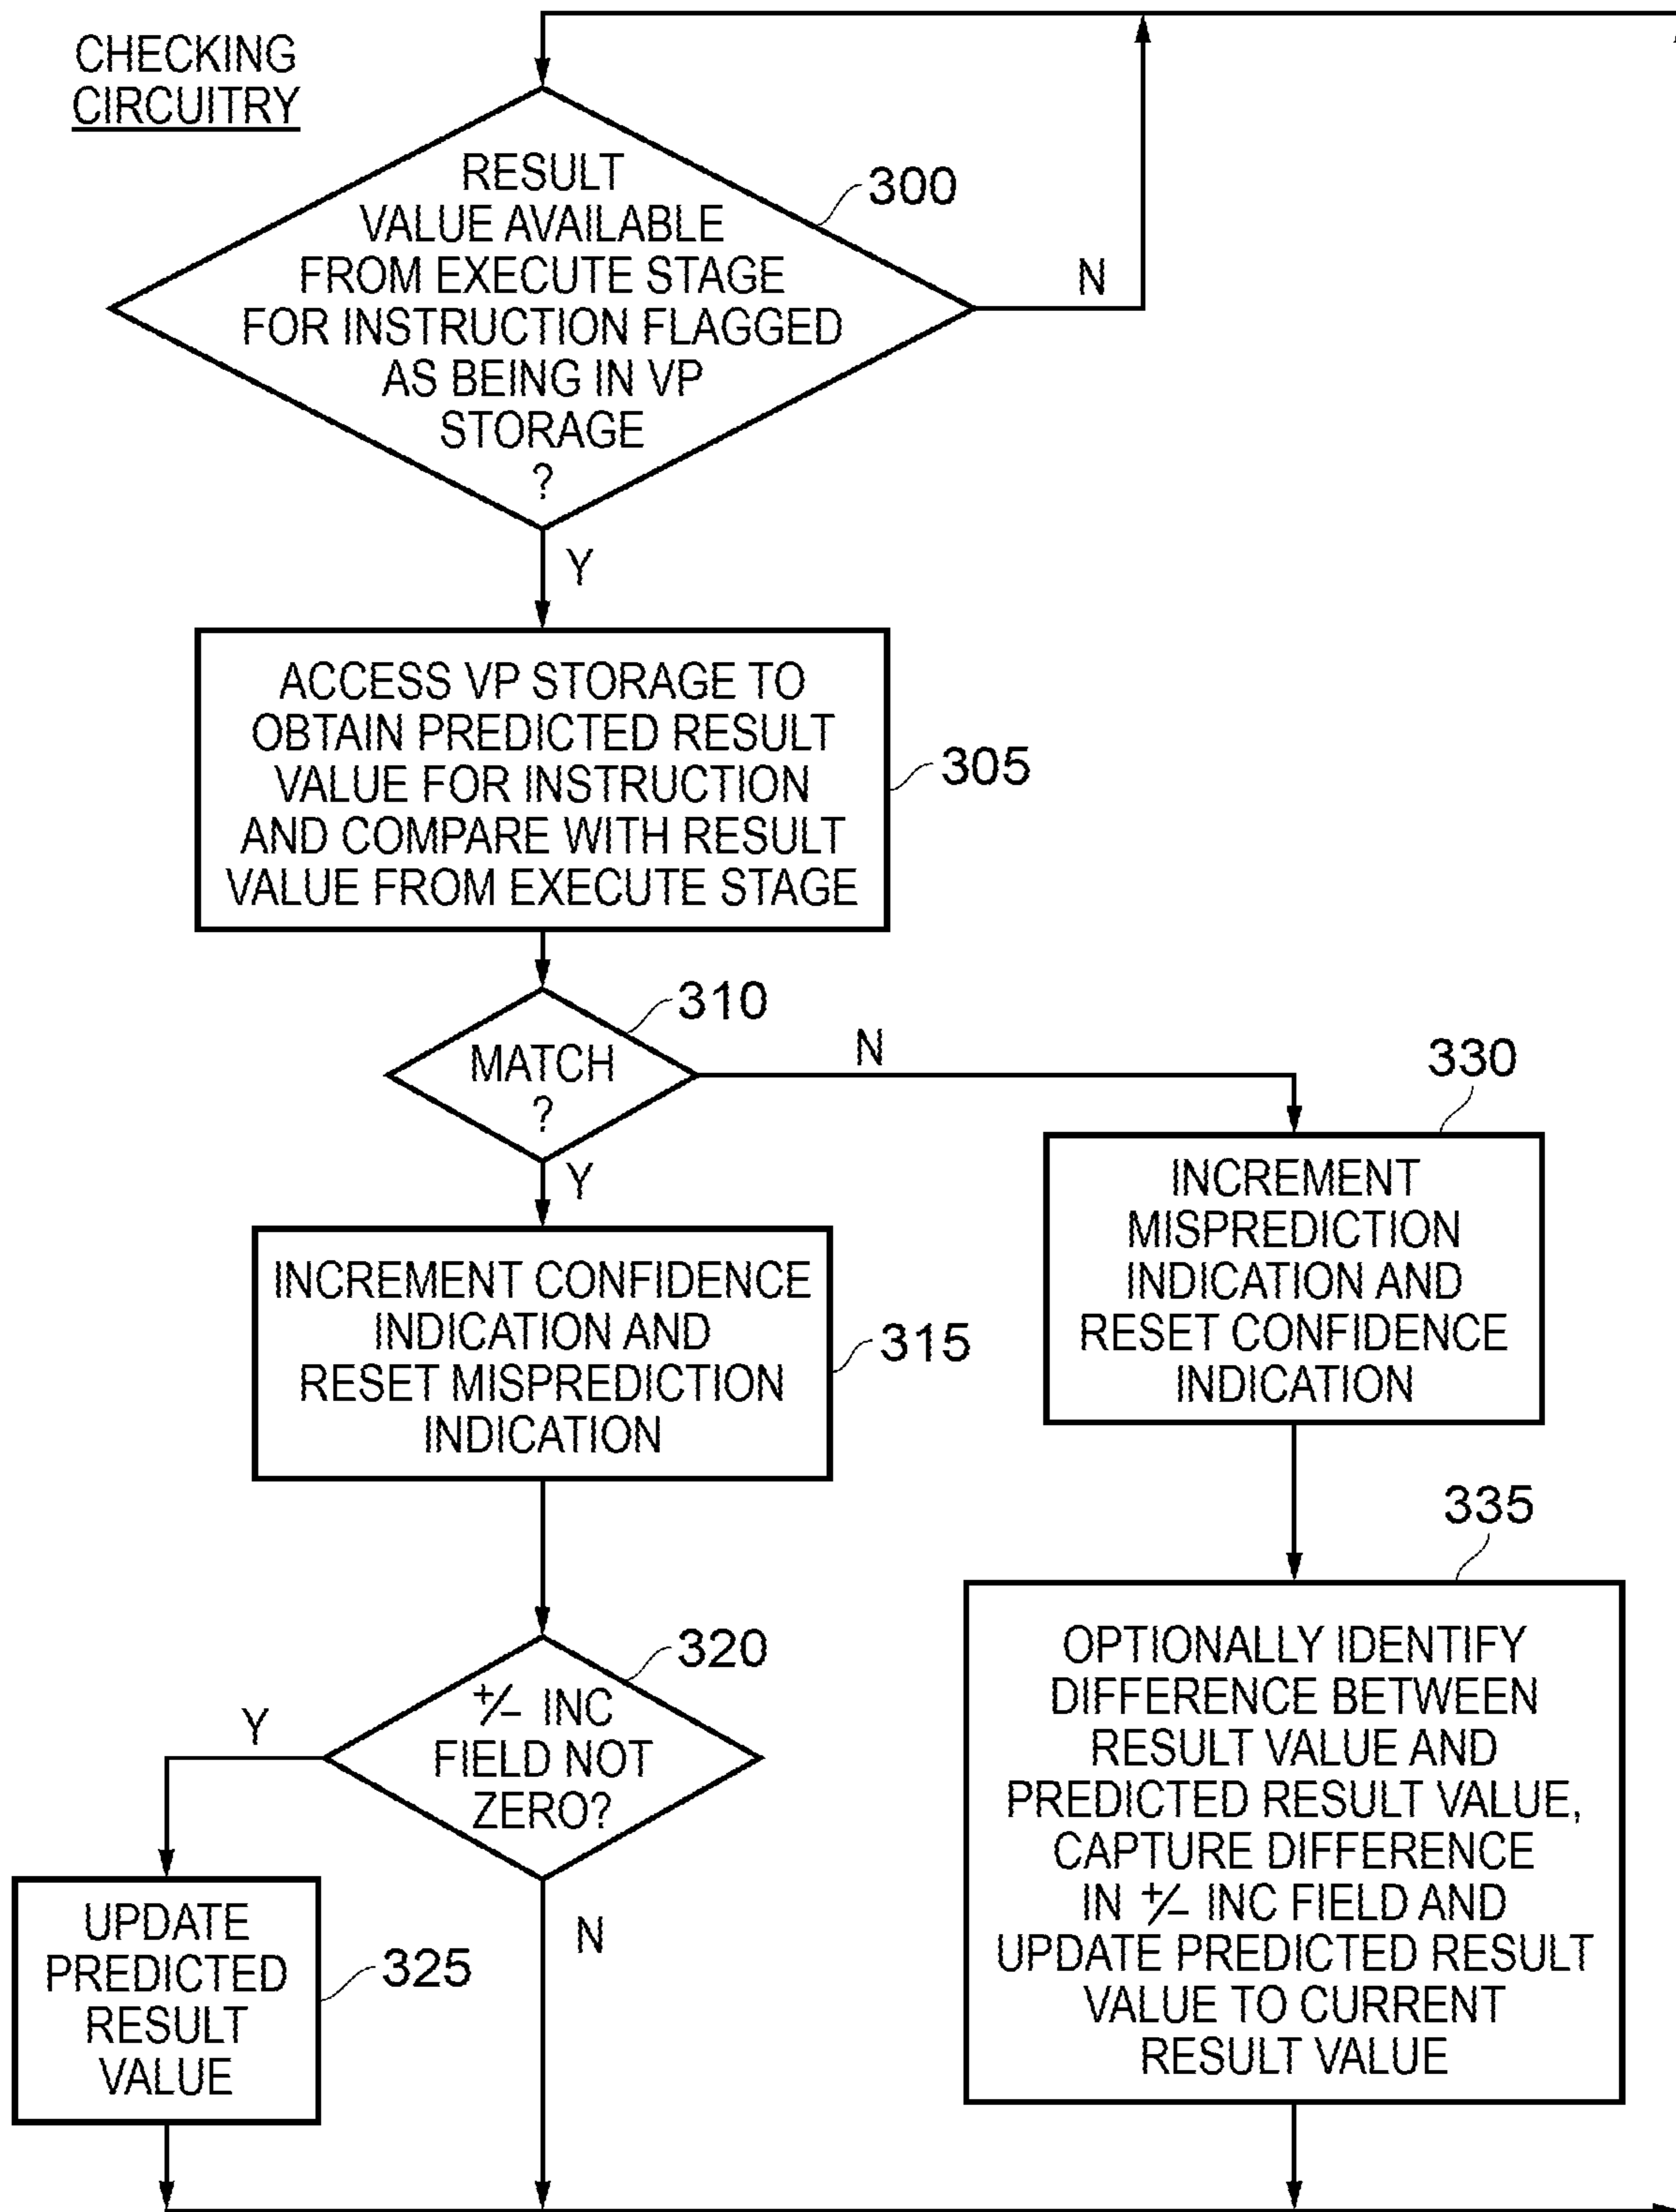 CHECKING
CIRCUITRY
RESULT
VALUE AVAILABLE
FROM EXECUTE STAGE
FOR INSTRUCTION FLAGGED
AS BEING IN VP
STORAGE
?
300
N
Y
ACCESS VP STORAGE TO
OBTAIN PREDICTED RESULT
VALUE FOR INSTRUCTION
AND COMPARE WITH RESULT
VALUE FROM EXECUTE STAGE
305
MATCH
?
310
N
Y
INCREMENT CONFIDENCE
INDICATION AND
RESET MISPREDICTION
INDICATION
315
330
INCREMENT
MISPREDICTION
INDICATION AND
RESET CONFIDENCE
INDICATION
+/- INC
FIELD NOT
ZERO?
320
Y
N
UPDATE
PREDICTED
RESULT
VALUE
325
335
OPTIONALLY IDENTIFY
DIFFERENCE BETWEEN
RESULT VALUE AND
PREDICTED RESULT VALUE,
CAPTURE DIFFERENCE
IN +/- INC FIELD AND
UPDATE PREDICTED RESULT
VALUE TO CURRENT
RESULT VALUE